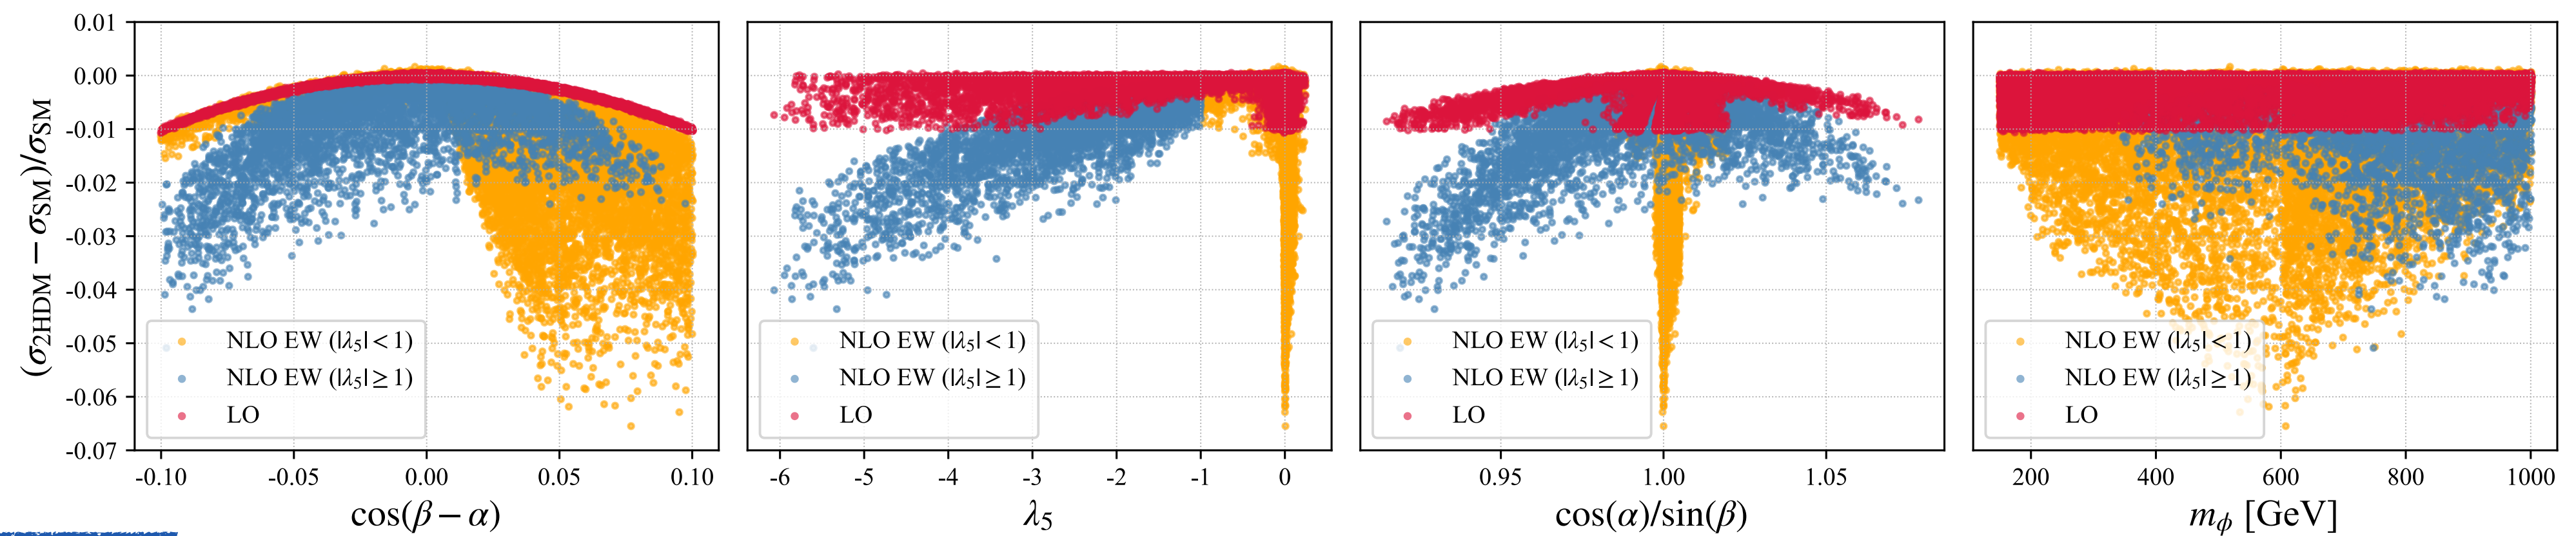 (σ2HDM − σSM)/σSM
0.01
0.00
-0.01
-0.02
-0.03
-0.04
-0.05
-0.06
-0.07
NLO EW (|λ5| < 1)
NLO EW (|λ5| ≥ 1)
LO
-0.10 -0.05 0.00 0.05 0.10
cos(β − α)
NLO EW (|λ5| < 1)
NLO EW (|λ5| ≥ 1)
LO
-6 -5 -4 -3 -2 -1 0
λ5
NLO EW (|λ5| < 1)
NLO EW (|λ5| ≥ 1)
LO
0.95 1.00 1.05
cos(α)/sin(β)
NLO EW (|λ5| < 1)
NLO EW (|λ5| ≥ 1)
LO
200 400 600 800 1000
mϕ [GeV]